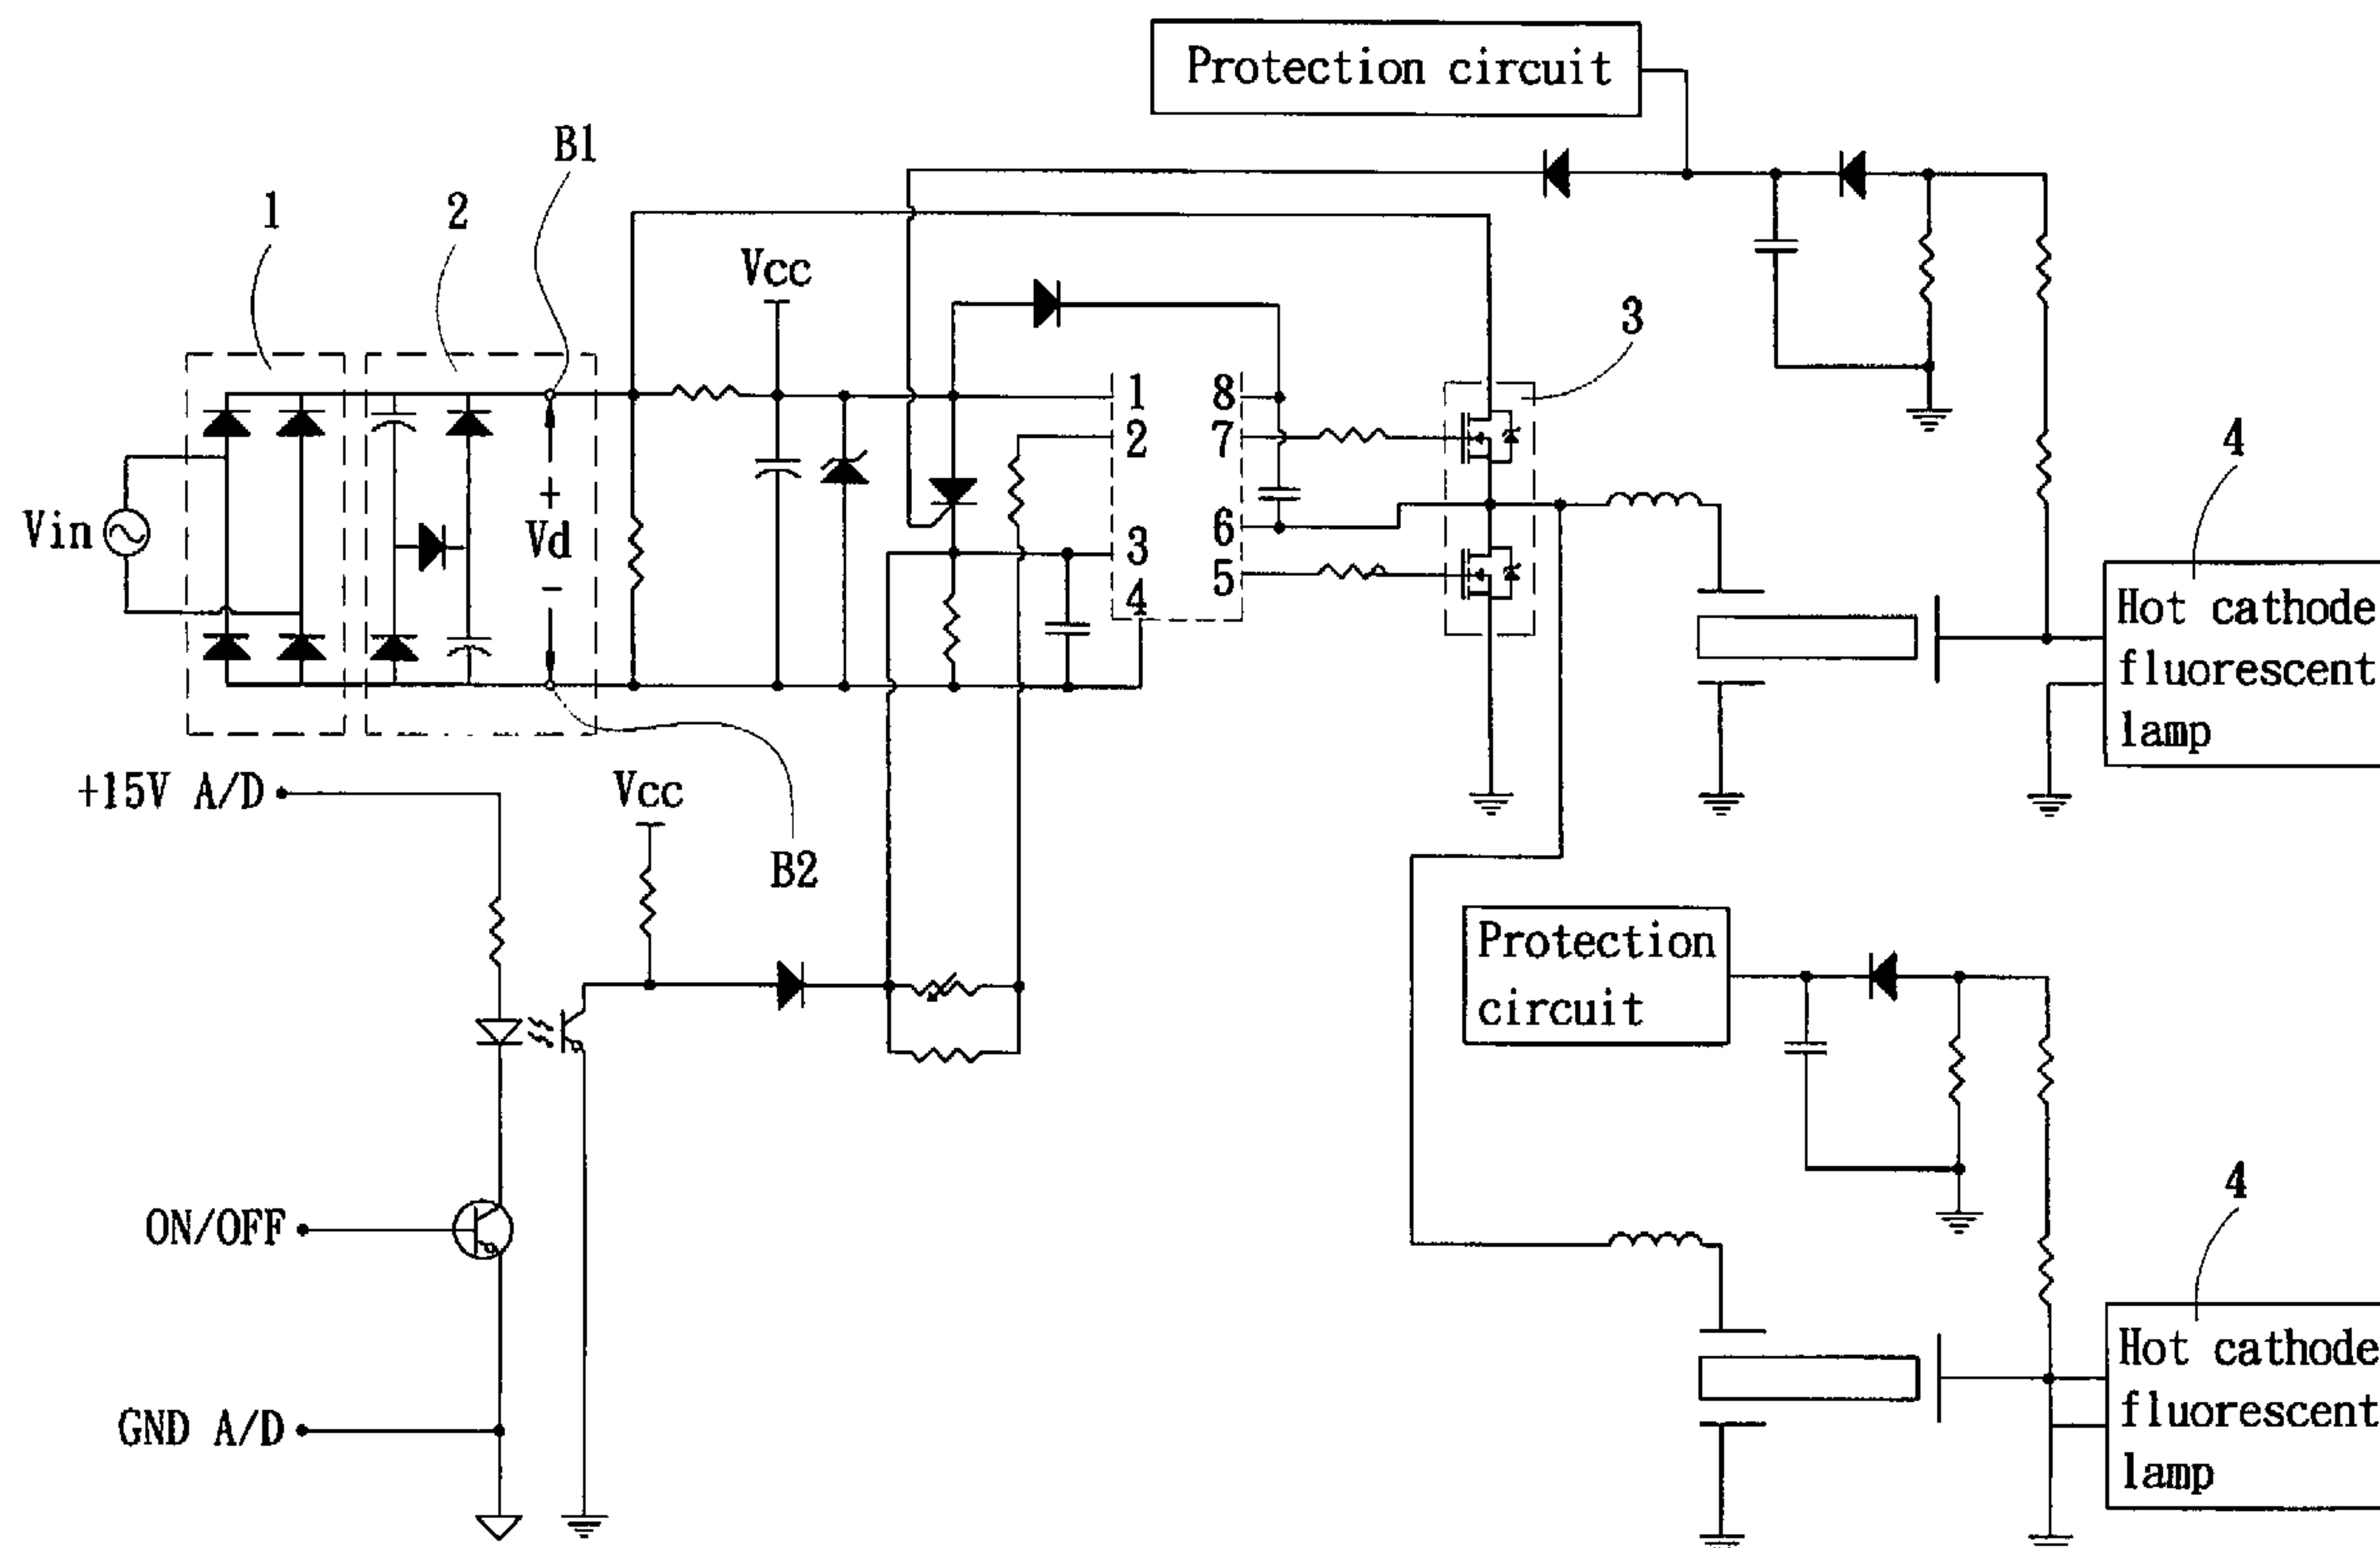 Protection circuit
B1
1
2
Vcc
3
1
8
2
7
4
Vin
+
Vd
-
3
6
5
4
Hot cathode
fluorescent
lamp
+15V A/D
Vcc
B2
Protection
circuit
4
ON/OFF
Hot cathode
fluorescent
lamp
GND A/D